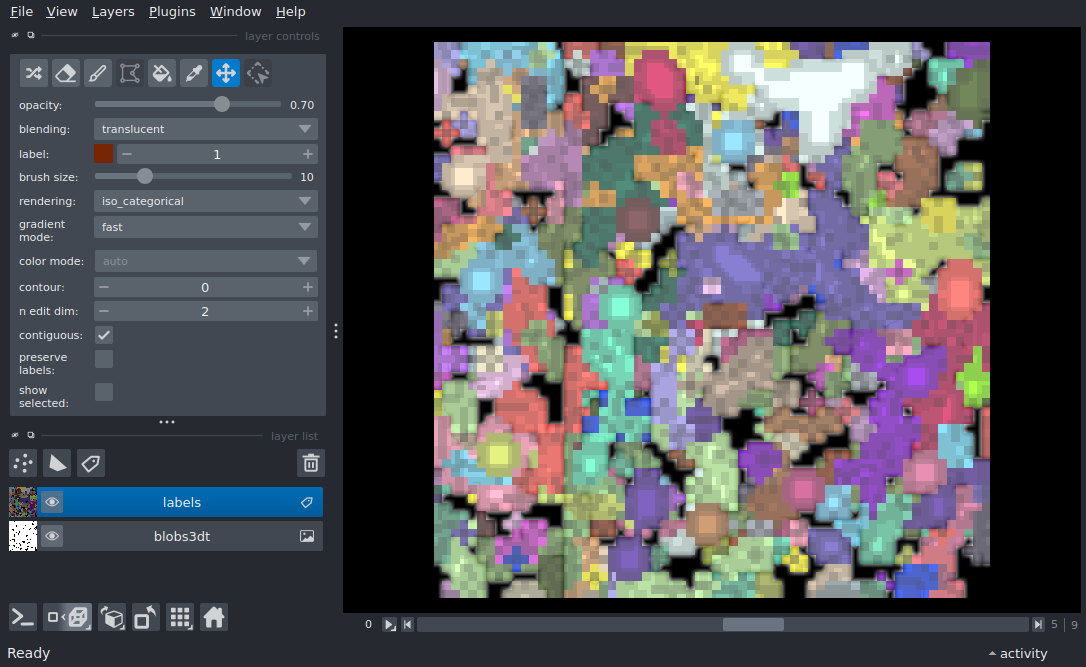 File View Layers Plugins Window Help
layer controls
opacity: 0.70
blending: translucent
label: 1
brush size: 10
rendering: iso_categorical
gradient
mode: fast
color mode: auto
contour: 0
n edit dim: 2
contiguous:
preserve
labels:
show
selected:
layer list
labels
blobs3dt
0 5 | 9
Ready activity